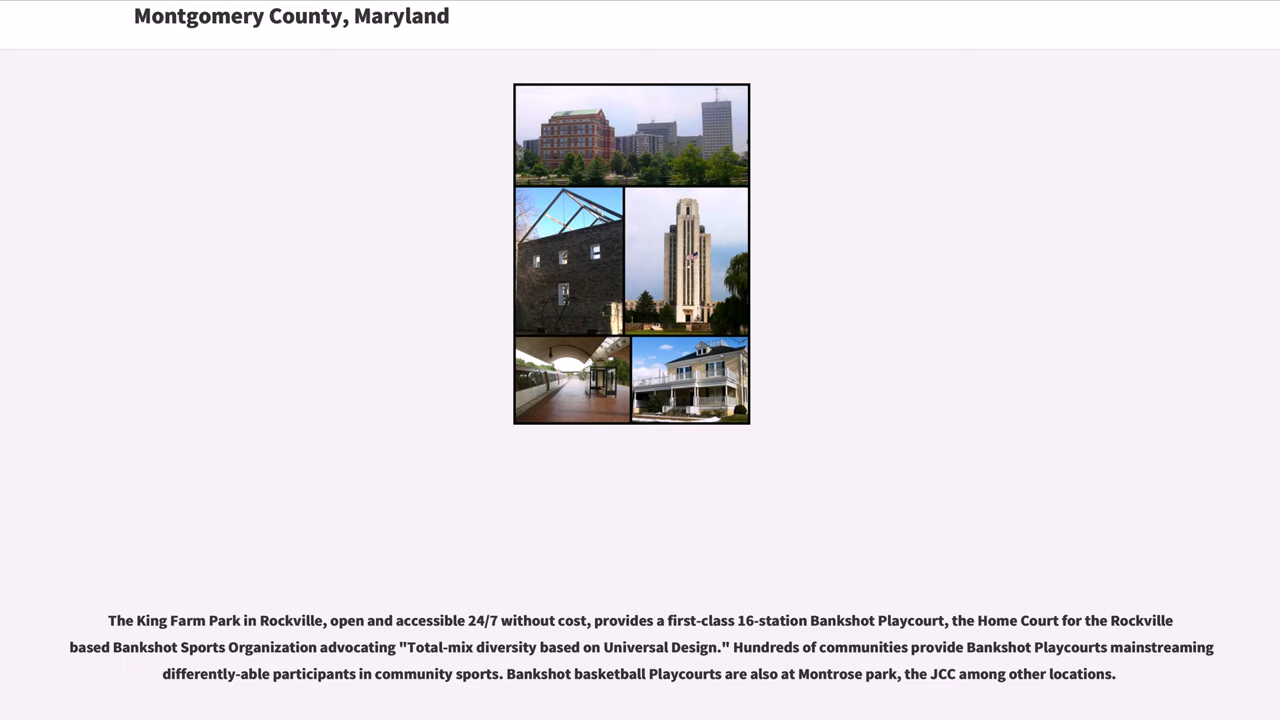 Montgomery County, Maryland
The King Farm Park in Rockville, open and accessible 24/7 without cost, provides a first-class 16-station Bankshot Playcourt, the Home Court for the Rockville
based Bankshot Sports Organization advocating "Total-mix diversity based on Universal Design." Hundreds of communities provide Bankshot Playcourts mainstreaming
differently-able participants in community sports. Bankshot basketball Playcourts are also at Montrose park, the JCC among other locations.